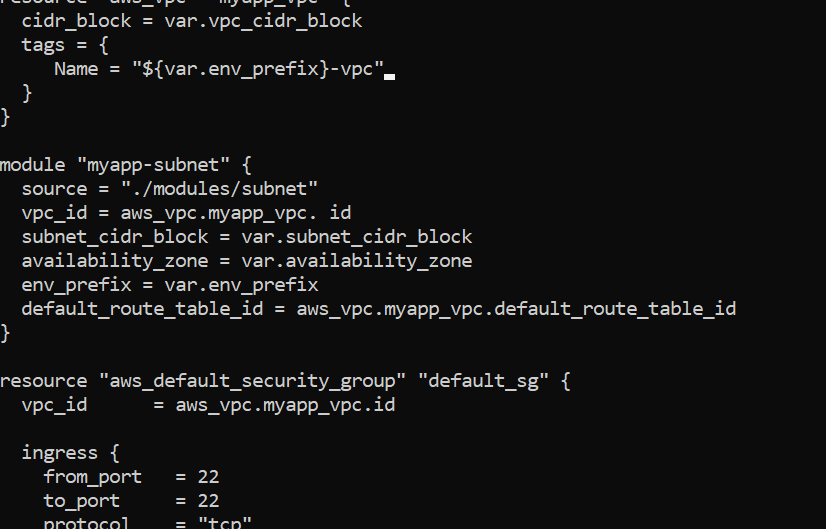 resource "aws_vpc" "myapp_vpc" {
  cidr_block = var.vpc_cidr_block
  tags = {
     Name = "${var.env_prefix}-vpc"
  }
}

module "myapp-subnet" {
  source = "./modules/subnet"
  vpc_id = aws_vpc.myapp_vpc. id
  subnet_cidr_block = var.subnet_cidr_block
  availability_zone = var.availability_zone
  env_prefix = var.env_prefix
  default_route_table_id = aws_vpc.myapp_vpc.default_route_table_id
}

resource "aws_default_security_group" "default_sg" {
  vpc_id      = aws_vpc.myapp_vpc.id

  ingress {
    from_port   = 22
    to_port     = 22
    protocol    = "tcp"